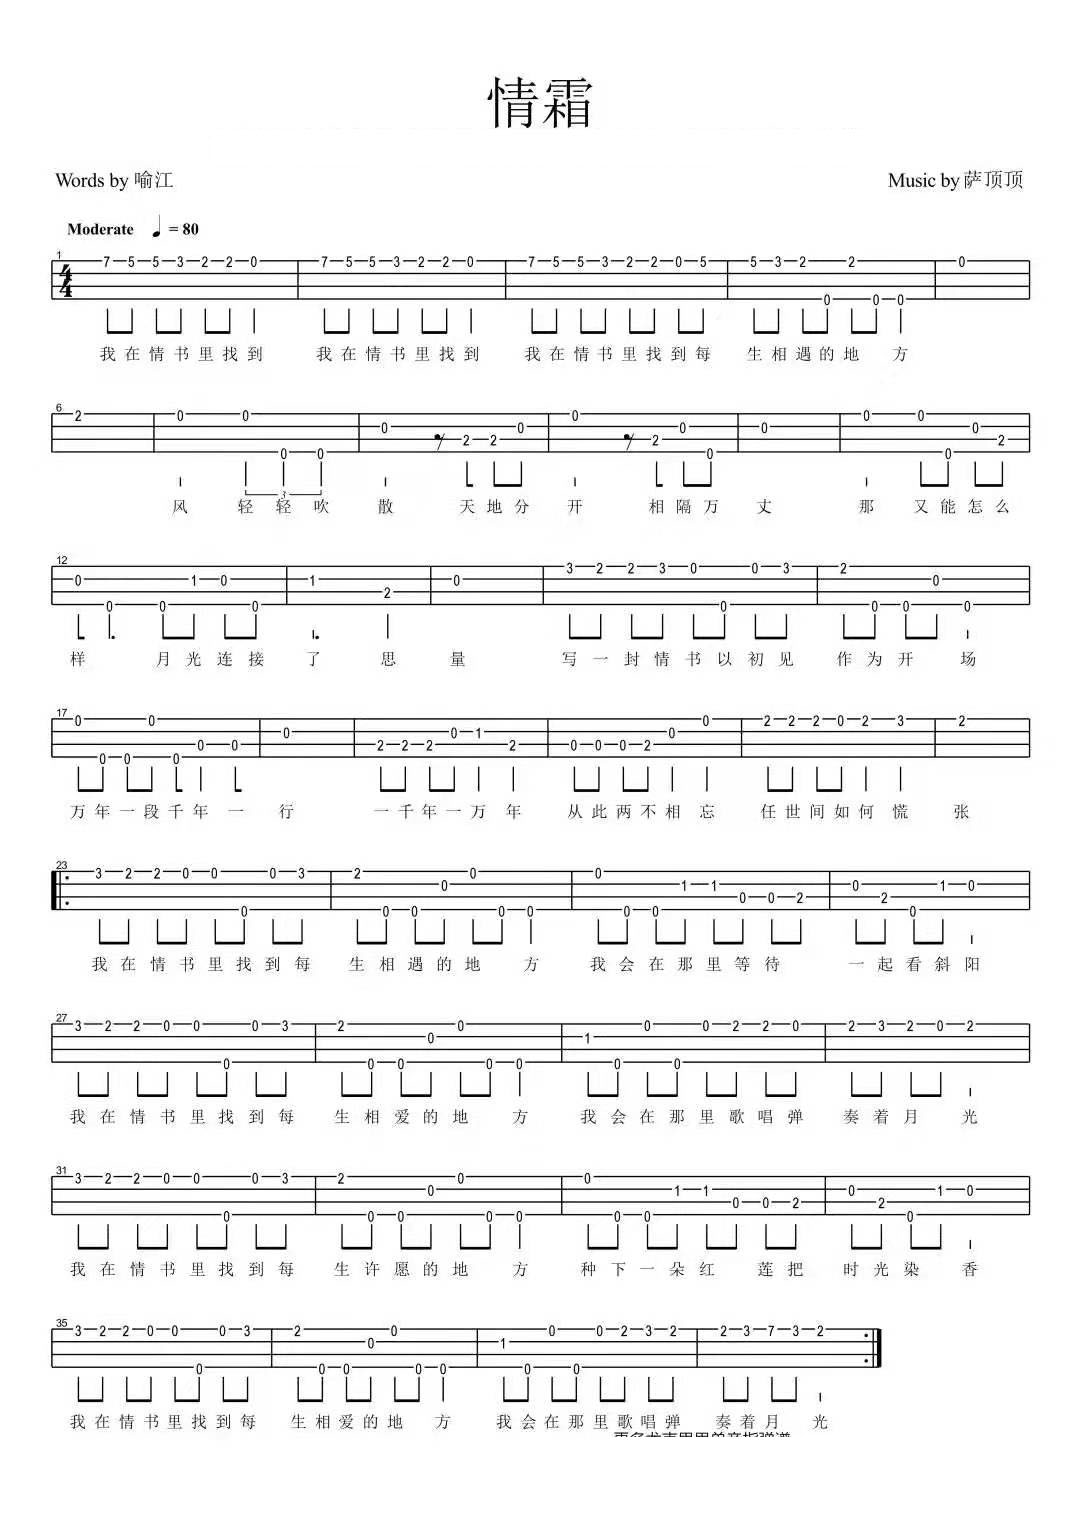 情霜
Words by 喻江
Music by 萨顶顶
Moderate ♩ = 80
1
4
4
7 5 5 3 2 2 0 7 5 5 3 2 2 0 7 5 5 3 2 2 0 5 5 3 2 0 2 0 0 0
我在情书里找到 我在情书里找到 我在情书里找到每 生相遇的地 方
6
2 0 0 0 0 0 2 2 0 0 2 0 0 0 0 0 0 0 2
3
风 轻轻吹 散 天地分 开 相隔万 丈 那 又能怎么
12
0 0 0 1 0 0 1 2 0 3 2 2 3 0 0 0 3 2 0 0 0 0
样 月光连接 了 思 量 写一封情书以初见 作为开 场
17
0 0 0 0 0 0 0 0 2 2 2 0 1 2 0 0 0 2 0 0 2 2 2 0 2 3 2
万年一段千年一 行 一千年一万 年 从此两不相 忘 任世间如何慌 张
23
3 2 2 0 0 0 0 3 2 0 0 0 0 0 0 0 0 0 1 1 0 0 2 0 2 0 1 0
我在情书里找到每 生相遇的地 方 我会在那里等待 一起看斜阳
27
3 2 2 0 0 0 0 3 2 0 0 0 0 0 0 1 0 0 0 0 2 2 0 2 3 2 0 2
我在情书里找到每 生相爱的地 方 我会在那里歌唱弹 奏着月 光
31
3 2 2 0 0 0 0 3 2 0 0 0 0 0 0 0 0 0 1 1 0 0 2 0 2 0 1 0
我在情书里找到每 生许愿的地 方 种下一朵红 莲把 时光染 香
35
3 2 2 0 0 0 0 3 2 0 0 0 0 0 0 1 0 0 0 0 2 3 2 2 3 7 3 2
我在情书里找到每 生相爱的地 方 我会在那里歌唱弹 奏着月 光